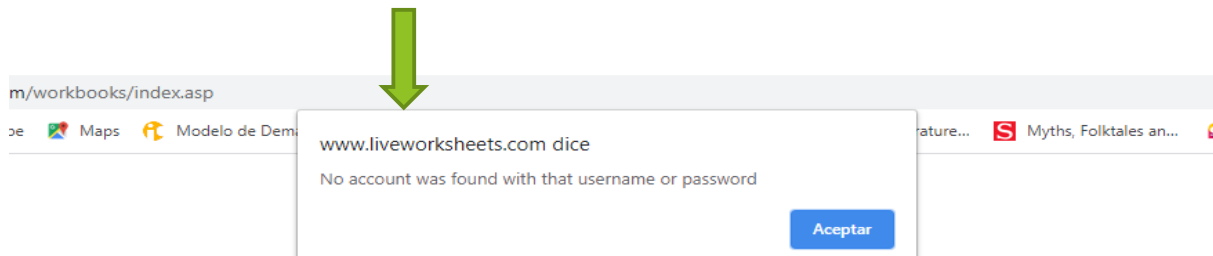 m/workbooks/index.asp
Maps Modelo de Dem
rature... Myths, Folktales an...
www.liveworksheets.com dice
No account was found with that username or password
Aceptar